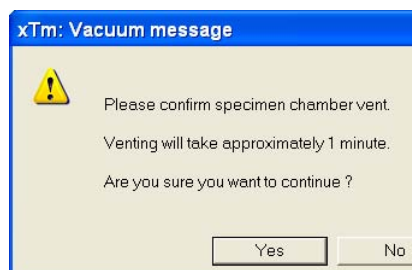 xTm: Vacuum message
Please confirm specimen chamber vent.
Venting will take approximately 1 minute.
Are you sure you want to continue ?
Yes No